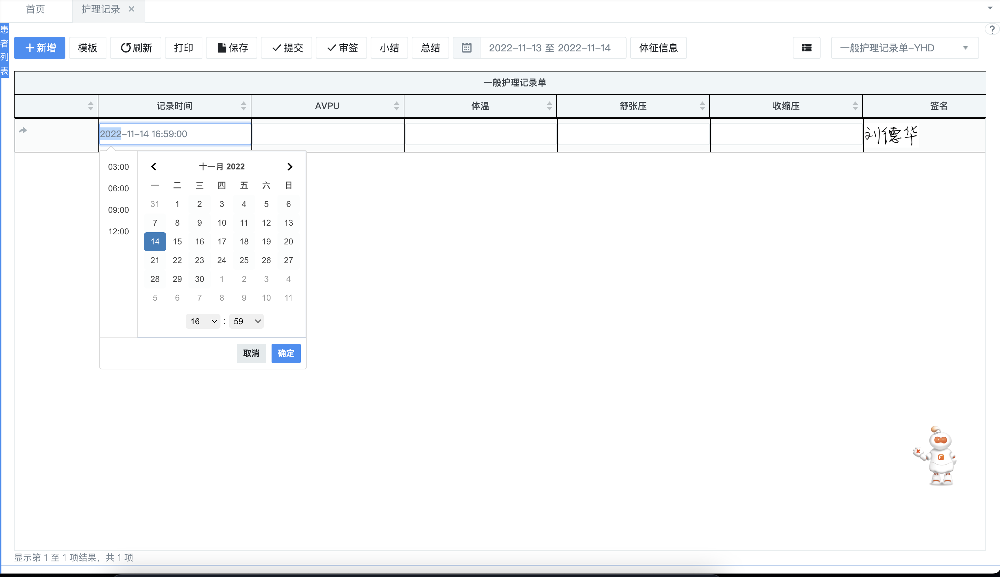 首页 护理记录
患者列表
新增 模板 刷新 打印 保存 提交 审签 小结 总结 2022-11-13 至 2022-11-14 体征信息 一般护理记录单-YHD
?
一般护理记录单
记录时间 AVPU 体温 舒张压 收缩压 签名
2022-11-14 16:59:00 刘德华
03:00
06:00
09:00
12:00
十一月 2022
一 二 三 四 五 六 日
31 1 2 3 4 5 6
7 8 9 10 11 12 13
14 15 16 17 18 19 20
21 22 23 24 25 26 27
28 29 30 1 2 3 4
5 6 7 8 9 10 11
16 : 59
取消 确定
F
显示第 1 至 1 项结果，共 1 项